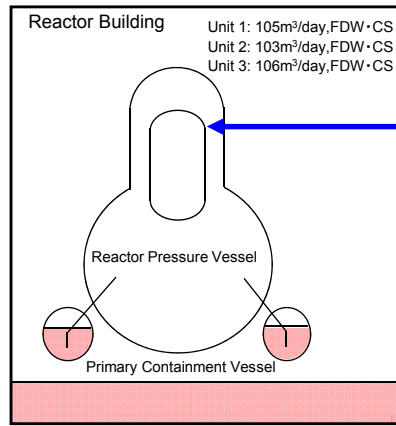 Reactor Building
Unit 1: 105m³/day,FDW・CS
Unit 2: 103m³/day,FDW・CS
Unit 3: 106m³/day,FDW・CS
Reactor Pressure Vessel
Primary Containment Vessel